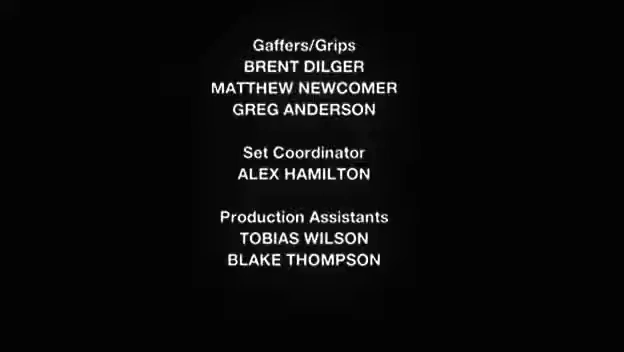 Gaffers/Grips
BRENT DILGER
MATTHEW NEWCOMER
GREG ANDERSON
Set Coordinator
ALEX HAMILTON
Production Assistants
TOBIAS WILSON
BLAKE THOMPSON